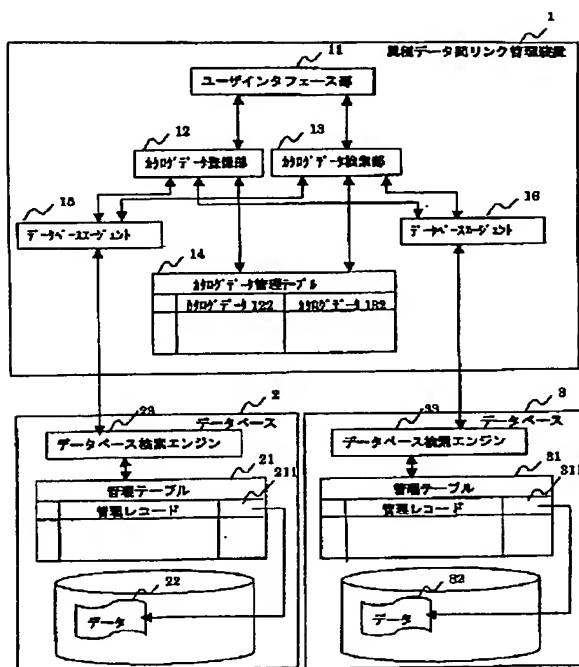 1
異種データ間リンク管理装置
11
ユーザインタフェース部
12
13
カタログデータ登録部
カタログデータ検索部
15
16
データベースエージェント
データベースエージェント
14
カタログデータ管理テーブル
カタログデータ 122
カタログデータ 132
2
3
データベース
データベース
23
33
データベース検索エンジン
データベース検索エンジン
21
31
211
311
管理テーブル
管理テーブル
管理レコード
管理レコード
22
32
データ
データ